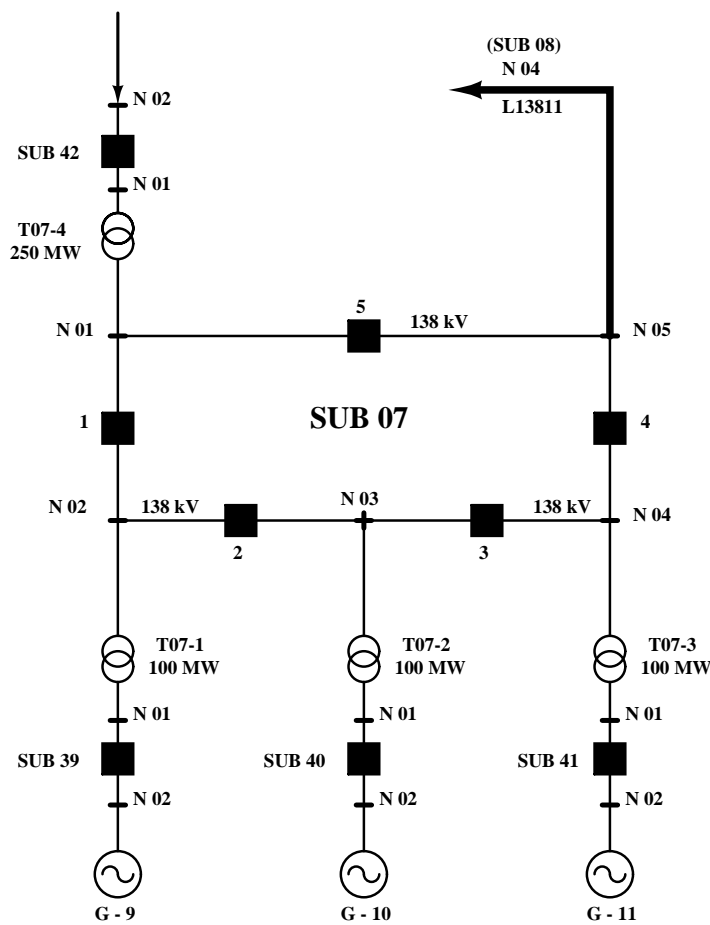 (SUB 08)
N 04
L13811
N 02
SUB 42
N 01
T07-4
250 MW
5
N 01
138 kV
N 05
1
SUB 07
4
N 02
138 kV
N 03
138 kV
N 04
2
3
T07-1
100 MW
T07-2
100 MW
T07-3
100 MW
N 01
N 01
N 01
SUB 39
SUB 40
SUB 41
N 02
N 02
N 02
G - 9
G - 10
G - 11